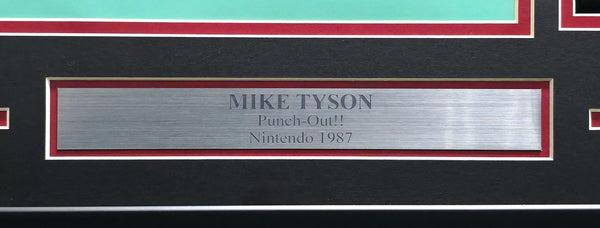 MIKE TYSON
Punch-Out!!
Nintendo 1987